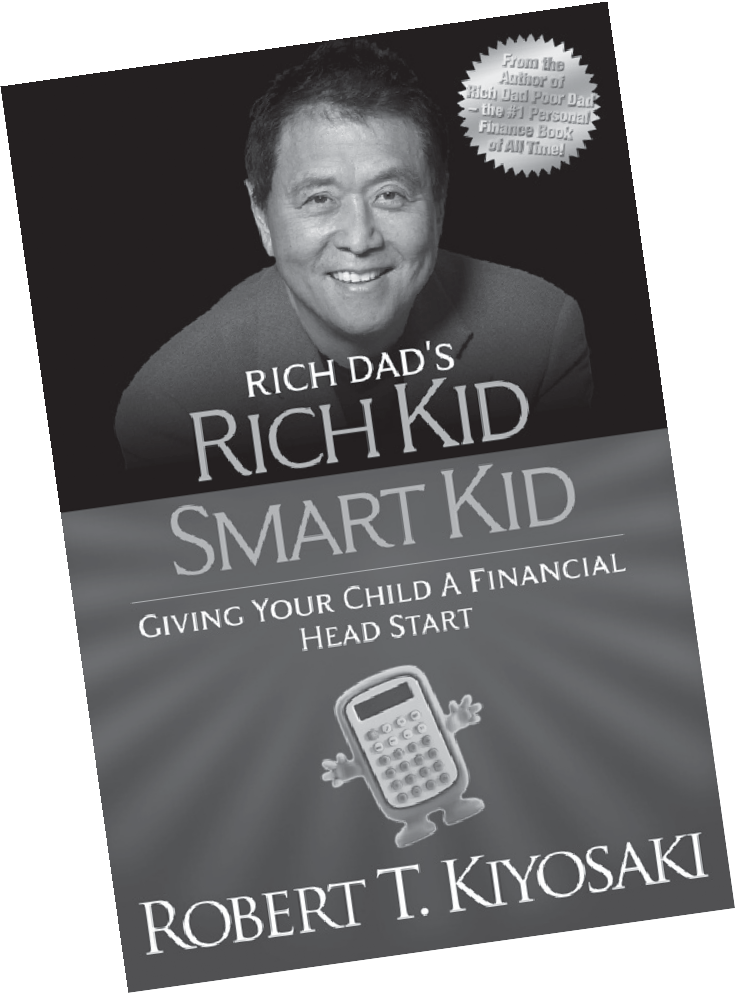 From the
Author of
Rich Dad Poor Dad
– the #1 Personal
Finance Book
of All Time!
RICH DAD'S
RICH KID
SMART KID
GIVING YOUR CHILD A FINANCIAL
HEAD START
ROBERT T. KIYOSAKI